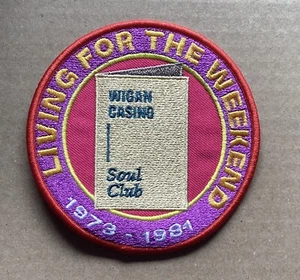 LIVING FOR THE WEEKEND
WIGAN
CASINO
Soul
Club
1973 - 1981